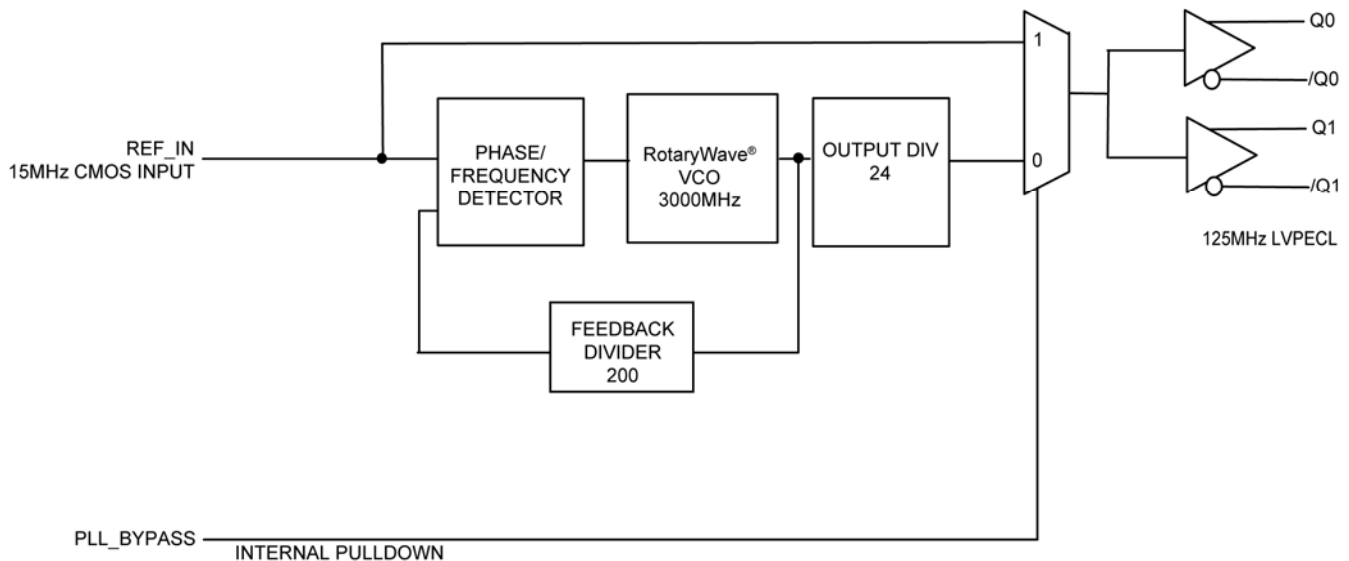 Q0
1
/Q0
REF_IN
15MHz CMOS INPUT
PHASE/
FREQUENCY
DETECTOR
RotaryWave®
VCO
3000MHz
OUTPUT DIV
24
0
Q1
/Q1
125MHz LVPECL
FEEDBACK
DIVIDER
200
PLL_BYPASS
INTERNAL PULLDOWN